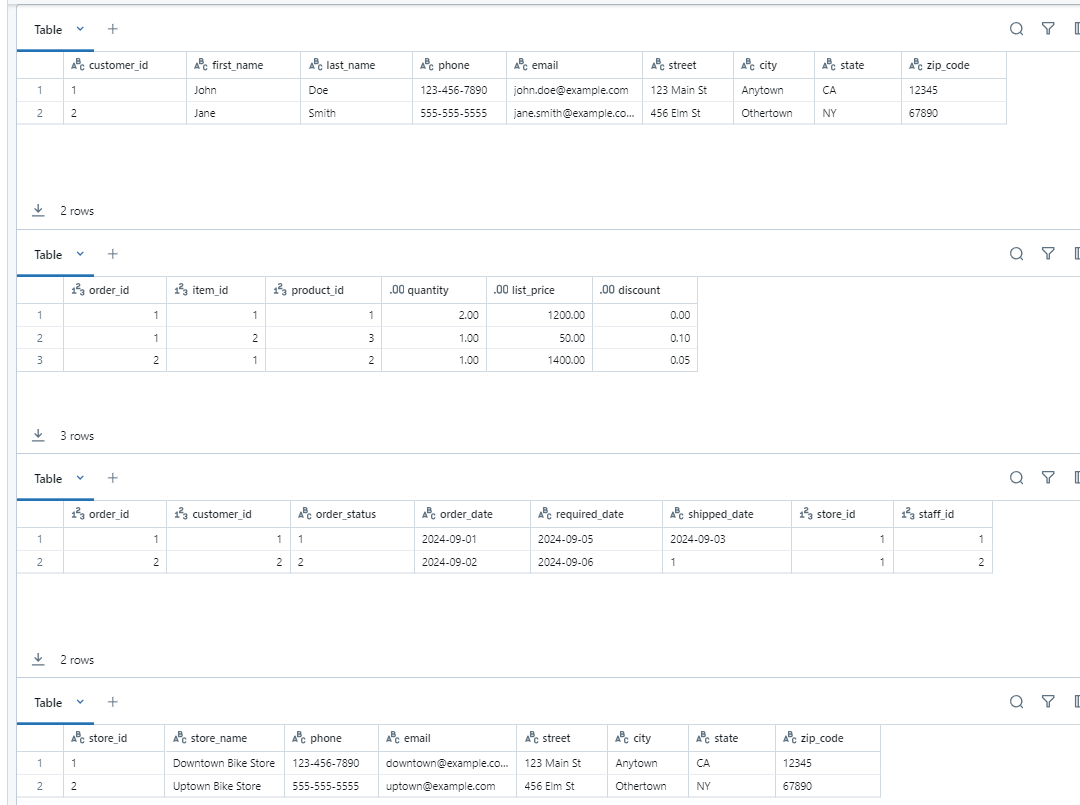 Table
customer_id first_name last_name phone email street city state zip_code
1 1 John Doe 123-456-7890 john.doe@example.com 123 Main St Anytown CA 12345
2 2 Jane Smith 555-555-5555 jane.smith@example.co... 456 Elm St Othertown NY 67890
2 rows
Table
order_id item_id product_id .00 quantity .00 list_price .00 discount
1 1 1 1 2.00 1200.00 0.00
2 1 2 3 1.00 50.00 0.10
3 2 1 2 1.00 1400.00 0.05
3 rows
Table
order_id customer_id order_status order_date required_date shipped_date store_id staff_id
1 1 1 1 2024-09-01 2024-09-05 2024-09-03 1 1
2 2 2 2 2024-09-02 2024-09-06 1 1 2
2 rows
Table
store_id store_name phone email street city state zip_code
1 1 Downtown Bike Store 123-456-7890 downtown@example.co... 123 Main St Anytown CA 12345
2 2 Uptown Bike Store 555-555-5555 uptown@example.com 456 Elm St Othertown NY 67890